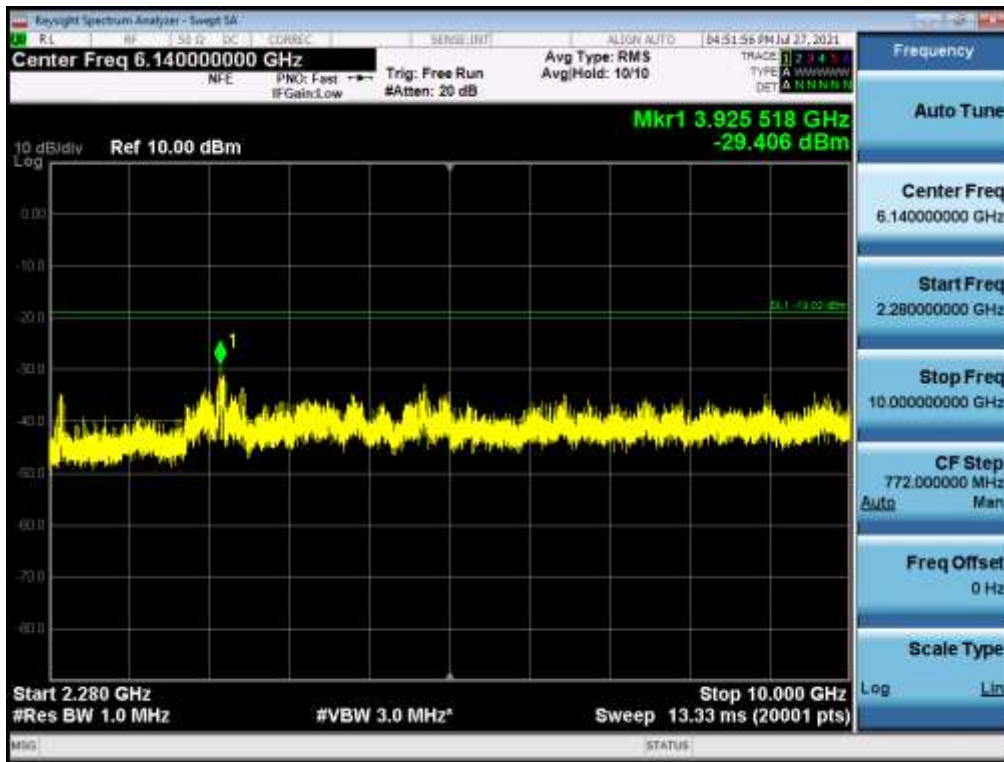 Keysight Spectrum Analyzer - Swept SA
RL RF 50 Ω DC CORREC SENSE:INT ALIGN AUTO 04:51:56 PM Jul 27, 2021
Center Freq 6.140000000 GHz
NFE PNO: Fast IFGain:Low
Trig: Free Run
#Atten: 20 dB
Avg Type: RMS
Avg|Hold: 10/10
TRACE 1 2 3 4 5 6
TYPE A WWWWW
DET A N N N N N
Mkr1 3.925 518 GHz
-29.406 dBm
10 dB/div Ref 10.00 dBm
Log
0.00
-10.0
-20.0
DL1 -19.02 dBm
1
-30.0
-40.0
-50.0
-60.0
-70.0
-80.0
Start 2.280 GHz Stop 10.000 GHz
#Res BW 1.0 MHz #VBW 3.0 MHz* Sweep 13.33 ms (20001 pts)
MSG STATUS
Frequency
Auto Tune
Center Freq
6.140000000 GHz
Start Freq
2.280000000 GHz
Stop Freq
10.000000000 GHz
CF Step
772.000000 MHz
Auto Man
Freq Offset
0 Hz
Scale Type
Log Lin